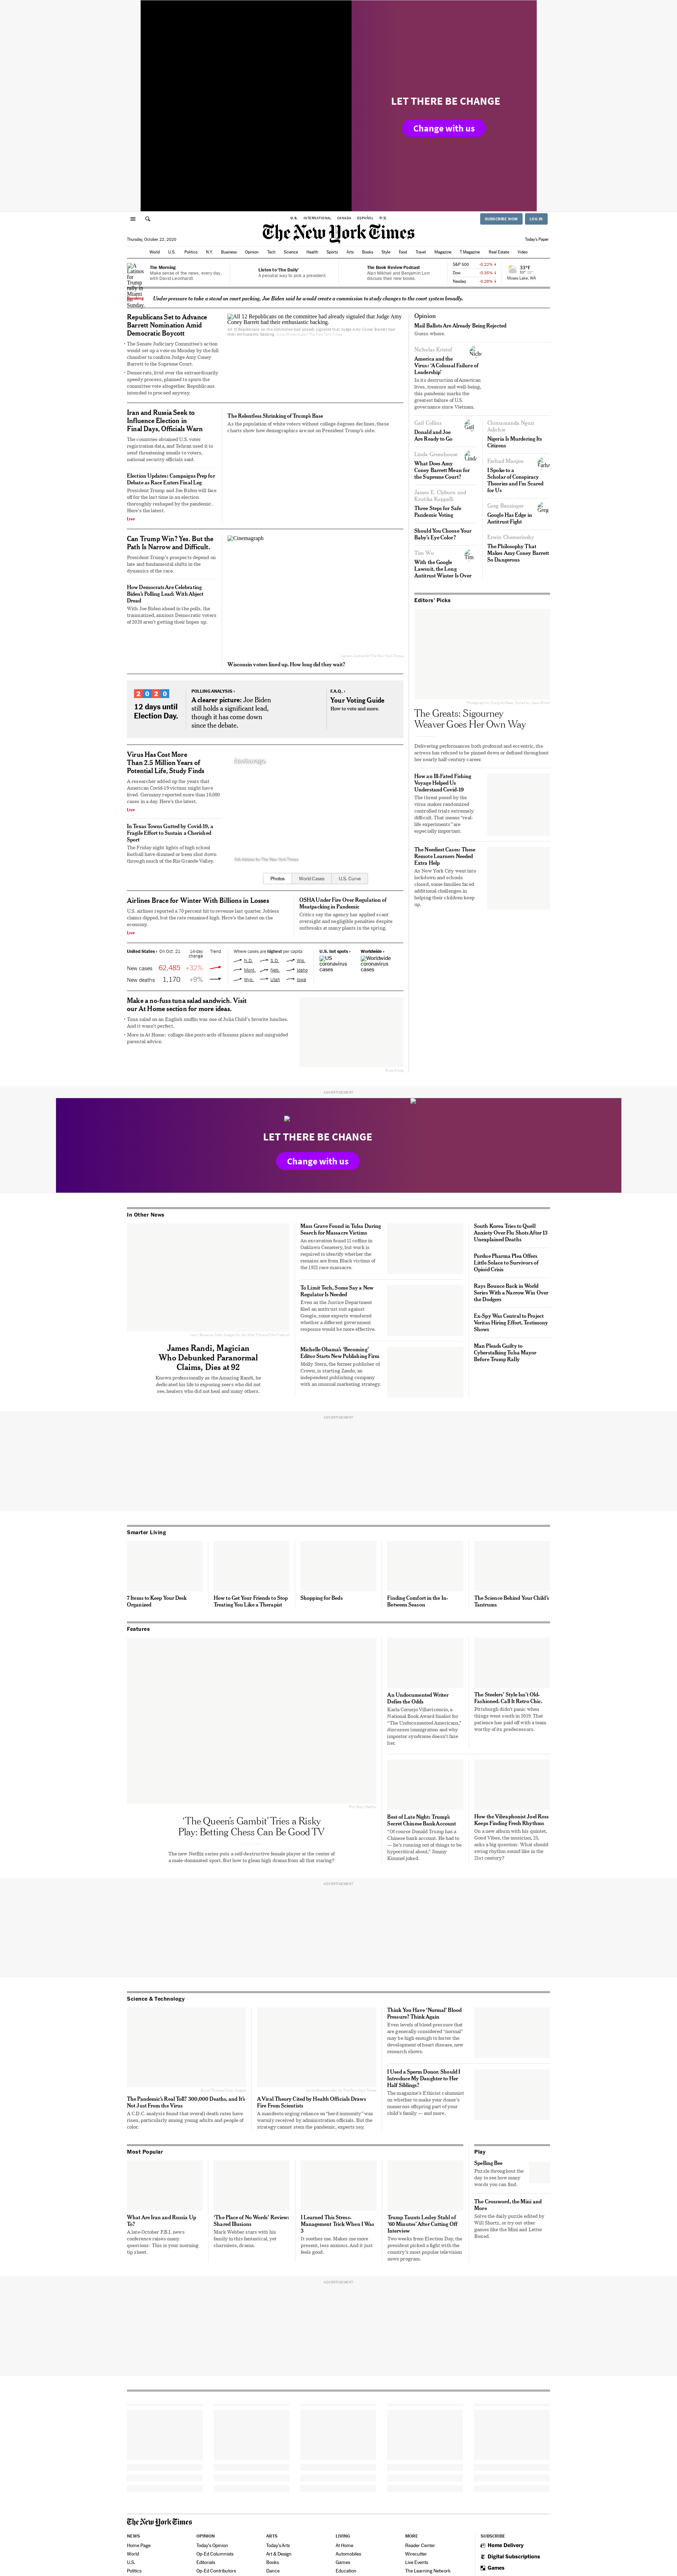 LET THERE BE CHANGE
Change with us
U.S. INTERNATIONAL CANADA ESPAÑOL 中文
SUBSCRIBE NOW LOG IN
The New York Times
Thursday, October 22, 2020
Today's Paper
World U.S. Politics N.Y. Business Opinion Tech Science Health Sports Arts Books Style Food Travel Magazine T Magazine Real Estate Video
A Latinos for Trump rally in Miami on Sunday.
The Morning
Make sense of the news, every day, with David Leonhardt.
Listen to 'The Daily'
A peculiar way to pick a president.
The Book Review Podcast
Alan Mikhail and Benjamin Lorr discuss their new books.
S&P 500 -0.22%
Dow -0.35%
Nasdaq -0.28%
33°F
Moses Lake, WA
Breaking
Under pressure to take a stand on court packing, Joe Biden said he would create a commission to study changes to the court system broadly.
Republicans Set to Advance
Barrett Nomination Amid
Democratic Boycott
The Senate Judiciary Committee's action
would set up a vote on Monday by the full
chamber to confirm Judge Amy Coney
Barrett to the Supreme Court.
Democrats, livid over the extraordinarily
speedy process, planned to spurn the
committee vote altogether. Republicans
intended to proceed anyway.
All 12 Republicans on the committee had already signaled that Judge Amy
Coney Barrett had their enthusiastic backing.
All 12 Republicans on the committee had already signaled that Judge Amy Coney Barrett had
their enthusiastic backing.
Iran and Russia Seek to
Influence Election in
Final Days, Officials Warn
The countries obtained U.S. voter
registration data, and Tehran used it to
send threatening emails to voters,
national security officials said.
The Relentless Shrinking of Trump's Base
As the population of white voters without college degrees declines, these
charts show how demographics are not on President Trump's side.
Election Updates: Campaigns Prep for
Debate as Race Enters Final Leg
President Trump and Joe Biden will face
off for the last time in an election
thoroughly reshaped by the pandemic.
Here's the latest.
Live
Can Trump Win? Yes. But the
Path Is Narrow and Difficult.
President Trump's prospects depend on
late and fundamental shifts in the
dynamics of the race.
Cinemagraph
How Democrats Are Celebrating
Biden's Polling Lead: With Abject
Dread
With Joe Biden ahead in the polls, the
traumatized, anxious Democratic voters
of 2020 aren't getting their hopes up.
Wisconsin voters lined up. How long did they wait?
2020
12 days until
Election Day.
POLLING ANALYSIS ›
A clearer picture: Joe Biden
still holds a significant lead,
though it has come down
since the debate.
F.A.Q. ›
Your Voting Guide
How to vote and more.
Virus Has Cost More
Than 2.5 Million Years of
Potential Life, Study Finds
A researcher added up the years that
American Covid-19 victims might have
lived. Germany reported more than 10,000
cases in a day. Here's the latest.
Live
In Texas Towns Gutted by Covid-19, a
Fragile Effort to Sustain a Cherished
Sport
The Friday night lights of high school
football have dimmed or been shut down
through much of the Rio Grande Valley.
Photos World Cases U.S. Curve
Airlines Brace for Winter With Billions in Losses
U.S. airlines reported a 70 percent hit to revenue last quarter. Jobless
claims dipped, but the rate remained high. Here's the latest on the
economy.
Live
OSHA Under Fire Over Regulation of
Meatpacking in Pandemic
Critics say the agency has applied scant
oversight and negligible penalties despite
outbreaks at many plants in the spring.
United States › On Oct. 21 14-day change Trend
New cases 62,485 +32%
New deaths 1,170 +9%
Where cases are highest per capita
N.D. S.D. Wis.
Mont. Neb. Idaho
Wyo. Utah Iowa
U.S. hot spots ›
US coronavirus cases
Worldwide ›
Worldwide coronavirus cases
Make a no-fuss tuna salad sandwich. Visit
our At Home section for more ideas.
Tuna salad on an English muffin was one of Julia Child's favorite lunches.
And it wasn't perfect.
More in At Home: collage-like postcards of famous places and misguided
parental advice.
Opinion
Mail Ballots Are Already Being Rejected
Guess whose.
Nicholas Kristof
America and the
Virus: 'A Colossal Failure of
Leadership'
In its destruction of American
lives, treasure and well-being,
this pandemic marks the
greatest failure of U.S.
governance since Vietnam.
Gail Collins
Donald and Joe
Are Ready to Go
Chimamanda Ngozi Adichie
Nigeria Is Murdering Its
Citizens
Linda Greenhouse
What Does Amy
Coney Barrett Mean for
the Supreme Court?
Farhad Manjoo
I Spoke to a
Scholar of Conspiracy
Theories and I'm Scared
for Us
James E. Clyburn and
Three Steps for Safe
Pandemic Voting
Greg Bensinger
Google Has Edge in
Antitrust Fight
Should You Choose Your
Baby's Eye Color?
Erwin Chemerinsky
The Philosophy That
Makes Amy Coney Barrett
So Dangerous
Tim Wu
With the Google
Lawsuit, the Long
Antitrust Winter Is Over
Editors' Picks
The Greats: Sigourney
Weaver Goes Her Own Way
Delivering performances both profound and eccentric, the
actress has refused to be pinned down or defined throughout
her nearly half-century career.
How an Ill-Fated Fishing
Voyage Helped Us
Understand Covid-19
The threat posed by the
virus makes randomized
controlled trials extremely
difficult. That means "real-
life experiments" are
especially important.
The Neediest Cases: These
Remote Learners Needed
Extra Help
As New York City went into
lockdown and schools
closed, some families faced
additional challenges in
helping their children keep
up.
ADVERTISEMENT
LET THERE BE CHANGE
Change with us
In Other News
James Randi, Magician
Who Debunked Paranormal
Claims, Dies at 92
Known professionally as the Amazing Randi, he
dedicated his life to exposing seers who did not
see, healers who did not heal and many others.
Mass Grave Found in Tulsa During
Search for Massacre Victims
An excavation found 11 coffins in
Oaklawn Cemetery, but work is
required to identify whether the
remains are from Black victims of
the 1921 race massacre.
To Limit Tech, Some Say a New
Regulator Is Needed
Even as the Justice Department
filed an antitrust suit against
Google, some experts wondered
whether a different government
response would be more effective.
Michelle Obama's 'Becoming'
Editor Starts New Publishing Firm
Molly Stern, the former publisher of
Crown, is starting Zando, an
independent publishing company
with an unusual marketing strategy.
South Korea Tries to Quell
Anxiety Over Flu Shots After 13
Unexplained Deaths
Purdue Pharma Plea Offers
Little Solace to Survivors of
Opioid Crisis
Rays Bounce Back in World
Series With a Narrow Win Over
the Dodgers
Ex-Spy Was Central to Project
Veritas Hiring Effort, Testimony
Shows
Man Pleads Guilty to
Cyberstalking Tulsa Mayor
Before Trump Rally
ADVERTISEMENT
Smarter Living
7 Items to Keep Your Desk
Organized
How to Get Your Friends to Stop
Treating You Like a Therapist
Shopping for Beds
Finding Comfort in the In-
Between Season
The Science Behind Your Child's
Tantrums
Features
'The Queen's Gambit' Tries a Risky
Play: Betting Chess Can Be Good TV
The new Netflix series puts a self-destructive female player at the center of
a male-dominated sport. But how to glean high drama from all that staring?
An Undocumented Writer
Defies the Odds
Karla Cornejo Villavicencio, a
National Book Award finalist for
"The Undocumented Americans,"
discusses immigration and why
impostor syndrome doesn't faze
her.
The Steelers' Style Isn't Old-
Fashioned. Call It Retro Chic.
Pittsburgh didn't panic when
things went south in 2019. That
patience has paid off with a team
worthy of its predecessors.
Best of Late Night: Trump's
Secret Chinese Bank Account
"Of course Donald Trump has a
Chinese bank account. He had to
— he's running out of things to be
hypocritical about," Jimmy
Kimmel joked.
How the Vibraphonist Joel Ross
Keeps Finding Fresh Rhythms
On a new album with his quintet,
Good Vibes, the musician, 25,
asks a big question: What should
swing rhythm sound like in the
21st century?
ADVERTISEMENT
Science & Technology
The Pandemic's Real Toll? 300,000 Deaths, and It's
Not Just From the Virus
A C.D.C. analysis found that overall death rates have
risen, particularly among young adults and people of
color.
A Viral Theory Cited by Health Officials Draws
Fire From Scientists
A manifesto urging reliance on "herd immunity" was
warmly received by administration officials. But the
strategy cannot stem the pandemic, experts say.
Think You Have 'Normal' Blood
Pressure? Think Again
Even levels of blood pressure that
are generally considered "normal"
may be high enough to foster the
development of heart disease, new
research shows.
I Used a Sperm Donor. Should I
Introduce My Daughter to Her
Half Siblings?
The magazine's Ethicist columnist
on whether to make your share's
numerous offspring part of your
child's family — and more.
Most Popular
What Are Iran and Russia Up
To?
A late-October F.B.I. news
conference raises many
questions: This is your morning
tip sheet.
'The Place of No Words' Review:
Shared Illusions
Mark Webber stars with his
family in this fantastical, yet
charmless, drama.
I Learned This Stress-
Management Trick When I Was
3
It soothes me. Makes me more
present, less anxious. And it just
feels good.
Trump Taunts Lesley Stahl of
'60 Minutes' After Cutting Off
Interview
Two weeks from Election Day, the
president picked a fight with the
country's most popular television
news program.
Play
Spelling Bee
Puzzle throughout the
day to see how many
words you can find.
The Crossword, the Mini and
More
Solve the daily puzzle edited by
Will Shortz, or try out other
games like the Mini and Letter
Boxed.
ADVERTISEMENT
The New York Times
NEWS OPINION ARTS LIVING MORE SUBSCRIBE
Home Page Today's Opinion Today's Arts At Home Reader Center Home Delivery
World Op-Ed Columnists Art & Design Automobiles Wirecutter Digital Subscriptions
U.S. Editorials Books Games Live Events Games
Politics Op-Ed Contributors Dance Education The Learning Network